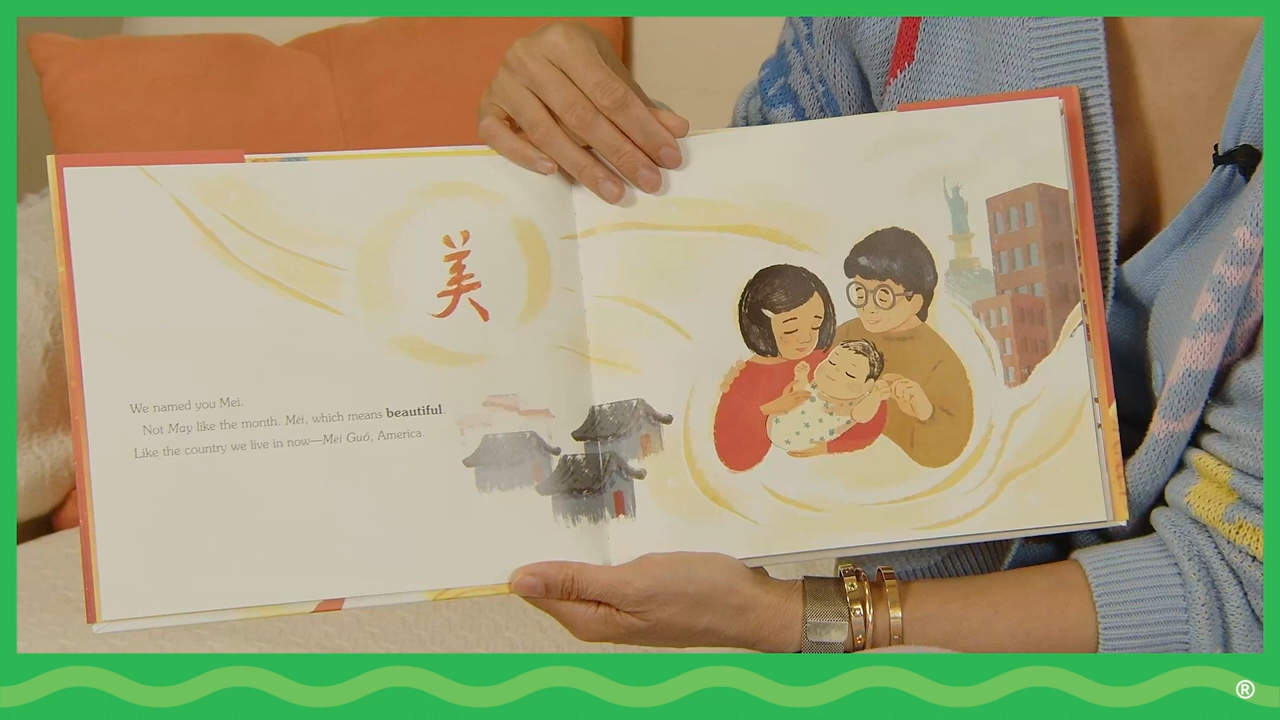 美
We named you Mei.
Not May like the month. Měi, which means beautiful.
Like the country we live in now—Měi Guó, America.
®